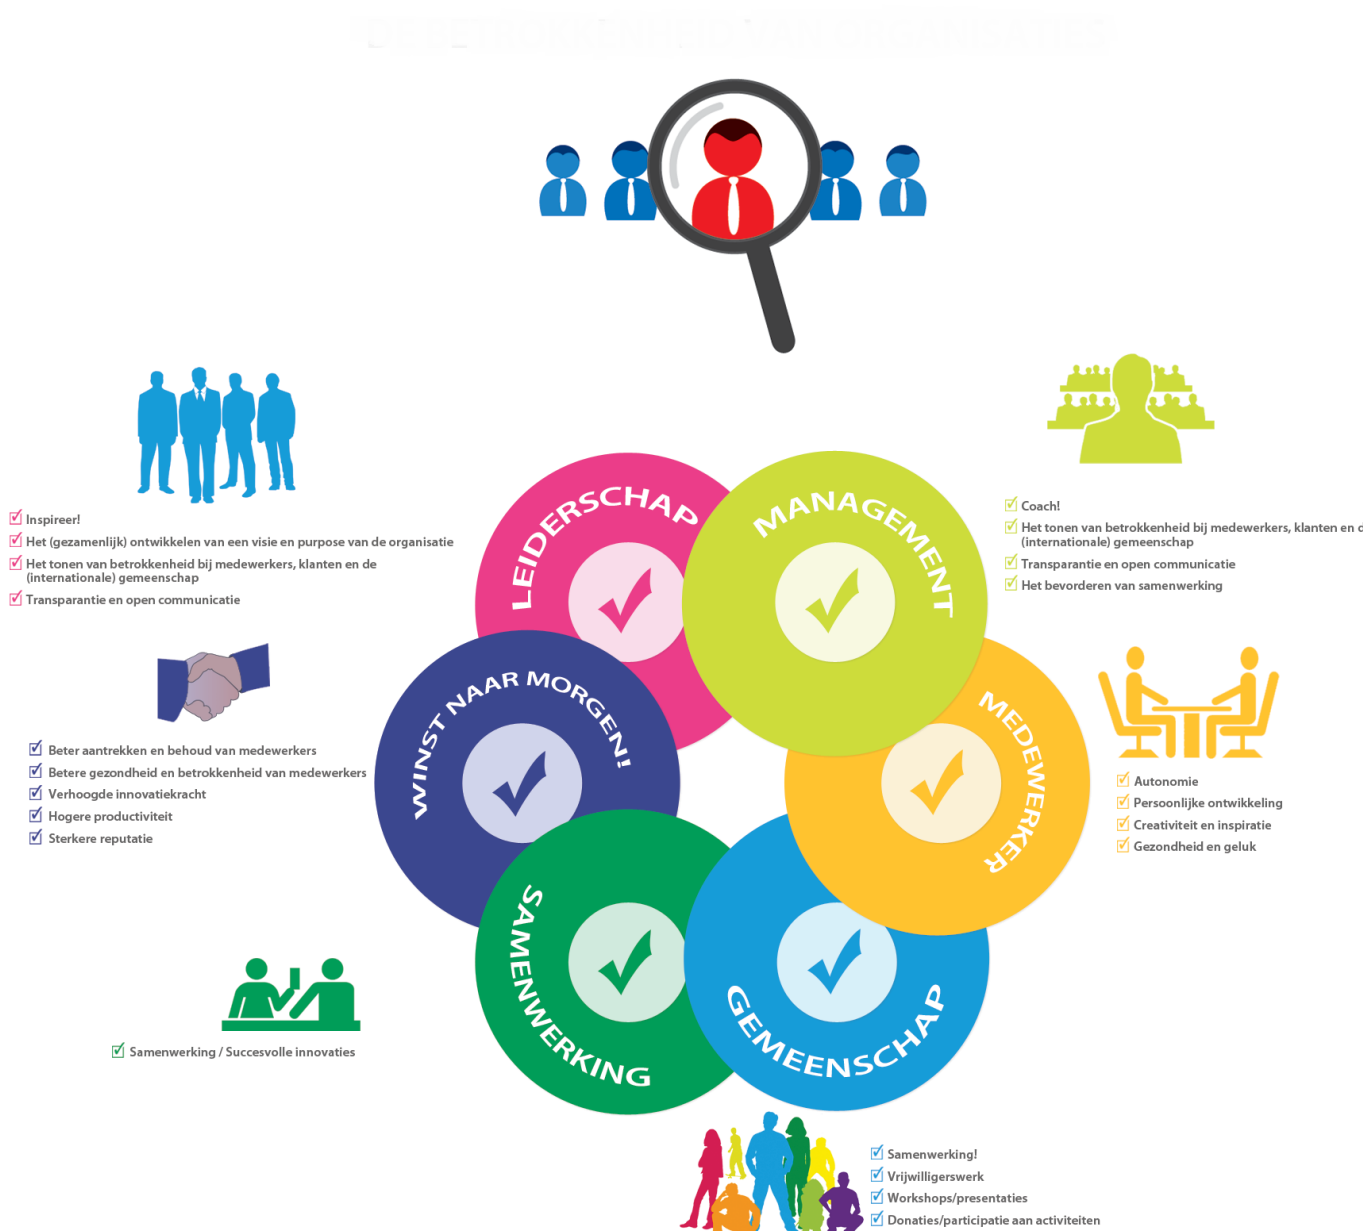 DE BETROKKENHEID VAN ORGANISATIES
LEIDERSCHAP
MANAGEMENT
MEDEWERKER
GEMEENSCHAP
SAMENWERKING
WINST NAAR MORGEN!
Inspireer!
Het (gezamenlijk) ontwikkelen van een visie en purpose van de organisatie
Het tonen van betrokkenheid bij medewerkers, klanten en de
(internationale) gemeenschap
Transparantie en open communicatie
Coach!
Het tonen van betrokkenheid bij medewerkers, klanten en
(internationale) gemeenschap
Transparantie en open communicatie
Het bevorderen van samenwerking
Beter aantrekken en behoud van medewerkers
Betere gezondheid en betrokkenheid van medewerkers
Verhoogde innovatiekracht
Hogere productiviteit
Sterkere reputatie
Autonomie
Persoonlijke ontwikkeling
Creativiteit en inspiratie
Gezondheid en geluk
Samenwerking / Succesvolle innovaties
Samenwerking!
Vrijwilligerswerk
Workshops/presentaties
Donaties/participatie aan activiteiten